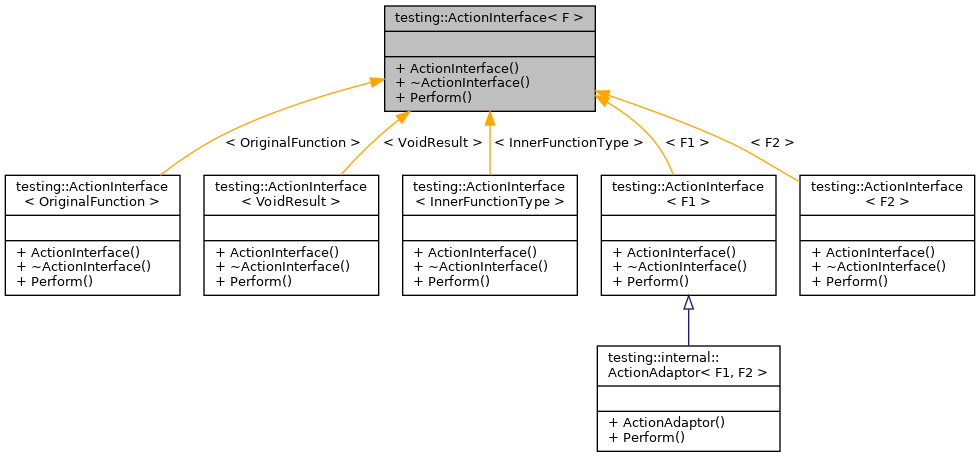 testing::ActionInterface< F >
+ ActionInterface()
+ ~ActionInterface()
+ Perform()
< OriginalFunction >
< VoidResult >
< InnerFunctionType >
< F1 >
< F2 >
testing::ActionInterface
< OriginalFunction >
+ ActionInterface()
+ ~ActionInterface()
+ Perform()
testing::ActionInterface
< VoidResult >
+ ActionInterface()
+ ~ActionInterface()
+ Perform()
testing::ActionInterface
< InnerFunctionType >
+ ActionInterface()
+ ~ActionInterface()
+ Perform()
testing::ActionInterface
< F1 >
+ ActionInterface()
+ ~ActionInterface()
+ Perform()
testing::ActionInterface
< F2 >
+ ActionInterface()
+ ~ActionInterface()
+ Perform()
testing::internal::
ActionAdaptor< F1, F2 >
+ ActionAdaptor()
+ Perform()